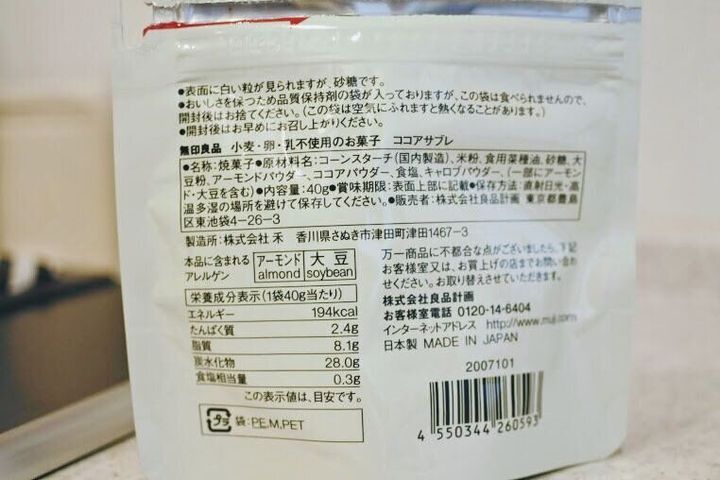 ●表面に白い粒が見られますが、砂糖です。
●おいしさを保つため品質保持剤の袋が入っておりますが、この袋は食べられませんので、
開封後はお捨てください。(この袋は空気にふれますと熱くなることがあります。)
●開封後はお早めにお召し上がりください。
無印良品 小麦・卵・乳不使用のお菓子 ココアサブレ
●名称:焼菓子●原材料名:コーンスターチ(国内製造)、米粉、食用菜種油、砂糖、大
豆粉、アーモンドパウダー、ココアパウダー、食塩、キャロブパウダー、(一部にアーモン
ド・大豆を含む)●内容量:40g●賞味期限:表面上部に記載●保存方法:直射日光・高
温多湿の場所を避けて保存してください。●販売者:株式会社良品計画 東京都豊島
区東池袋4-26-3
製造所:株式会社 禾 香川県さぬき市津田町津田1467-3
本品に含まれる
アレルゲン
アーモンド
almond
大豆
soybean
栄養成分表示(1袋40g当たり)
エネルギー 194kcal
たんぱく質 2.4g
脂質 8.1g
炭水化物 28.0g
食塩相当量 0.3g
この表示値は、目安です。
プラ 袋:PE,M,PET
万一商品に不都合な点がございましたら、下記
お客様室又は、お買上げの店までお問い合わ
せください。お取り替えさせていただきます。
株式会社良品計画
お客様室電話 0120-14-6404
インターネットアドレス http://www.muji.com
日本製 MADE IN JAPAN
2007101
4 550344 260593